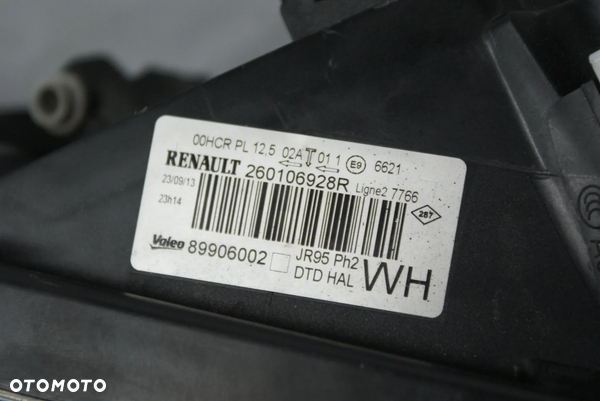 00HCR PL 12.5 02A 01 1 E9 6621
RENAULT 260106928R Ligne2 7766
23/09/13
23h14
287
Valeo 89906002 JR95 Ph2
DTD HAL WH
OTOMOTO
OTOMOTO